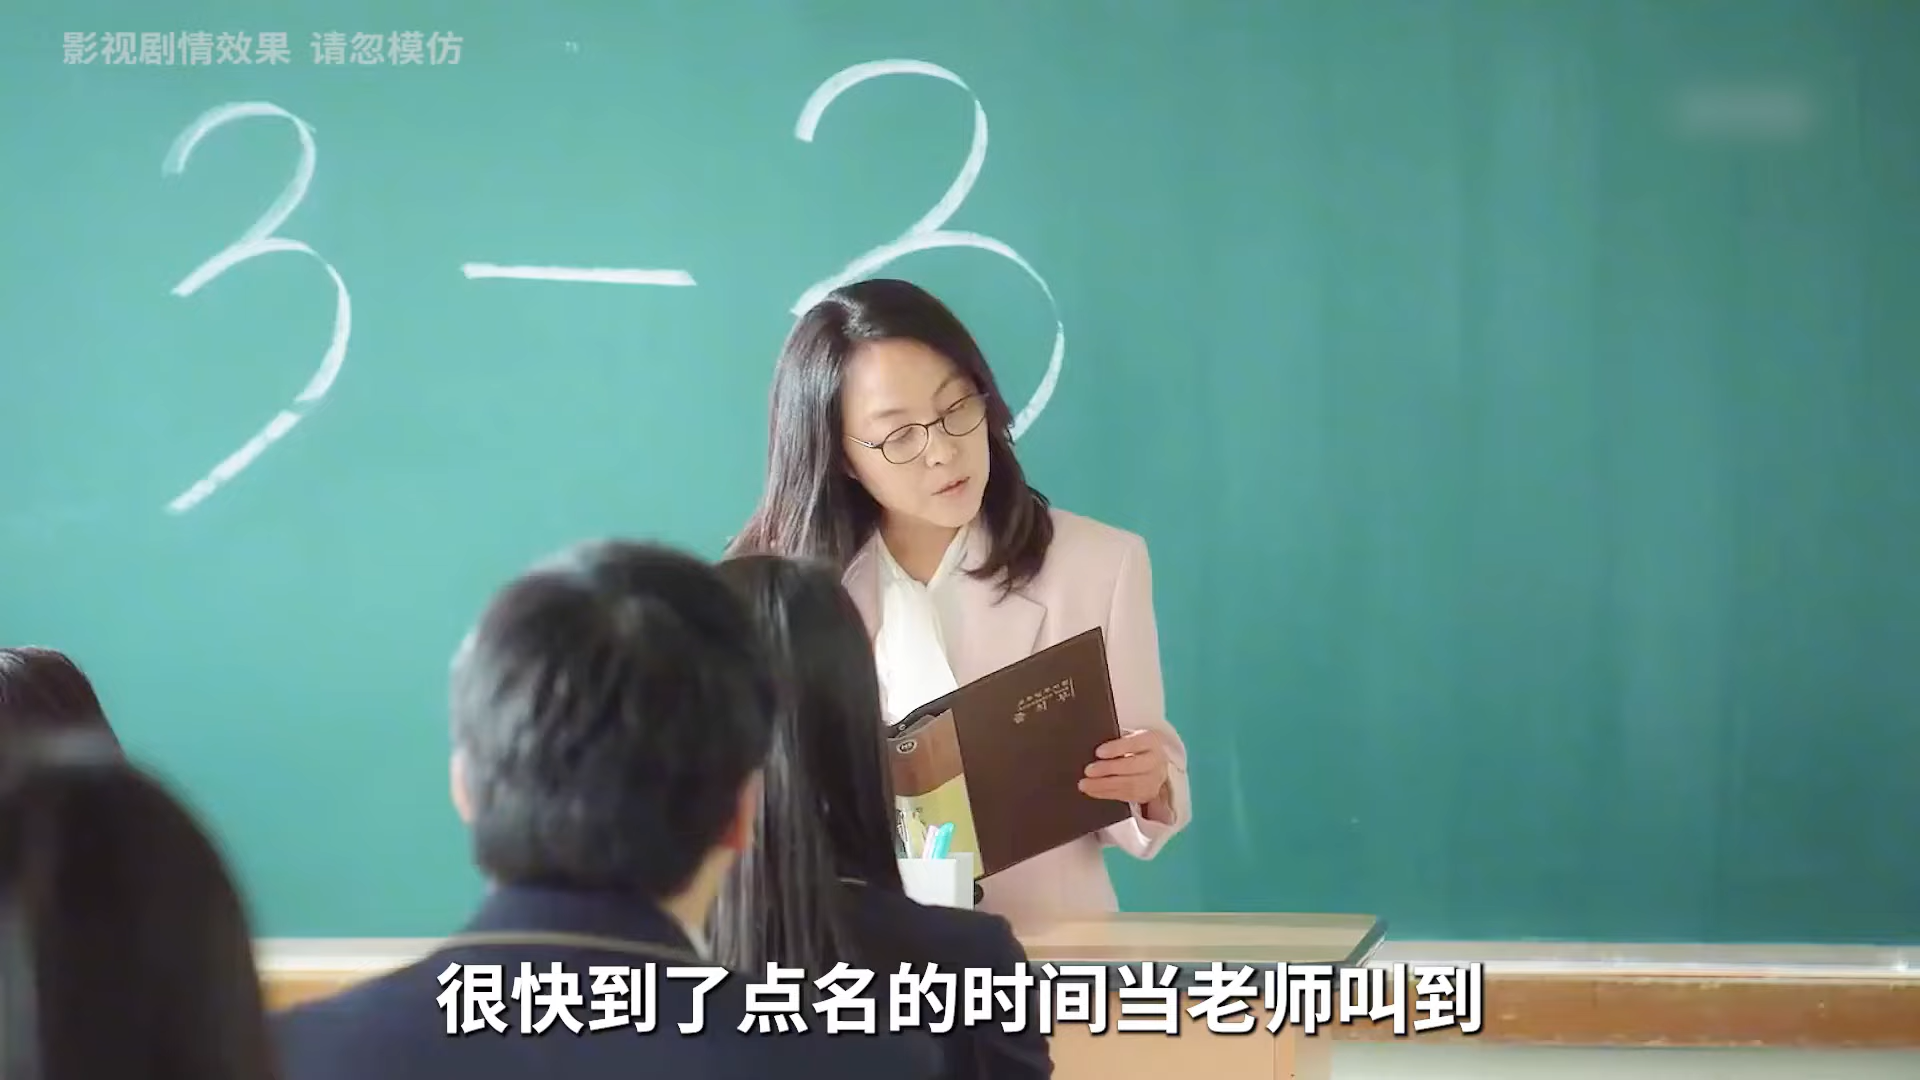 影视剧情效果 请忽模仿
3-3
很快到了点名的时间当老师叫到